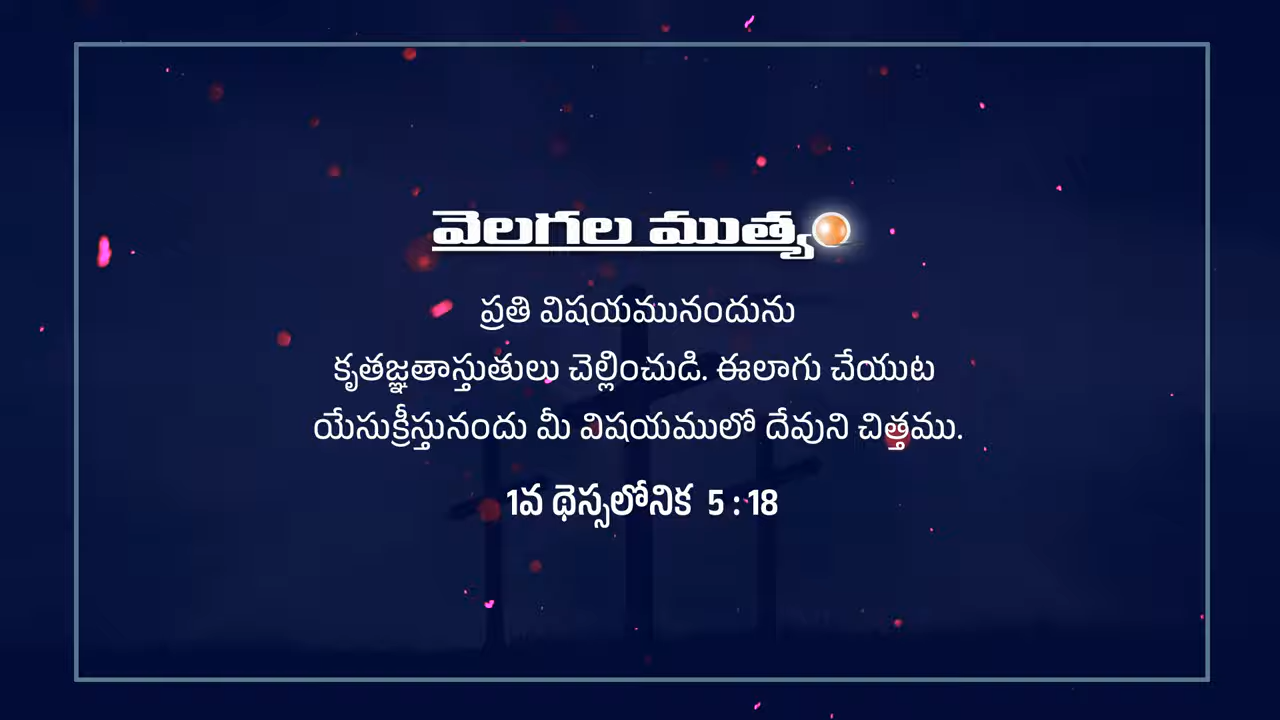 వెలగల ముత్యం
ప్రతి విషయమునందును
కృతజ్ఞతాస్తుతులు చెల్లించుడి. ఈలాగు చేయుట
యేసుక్రీస్తునందు మీ విషయములో దేవుని చిత్తము.
1వ థెస్సలోనిక 5 : 18